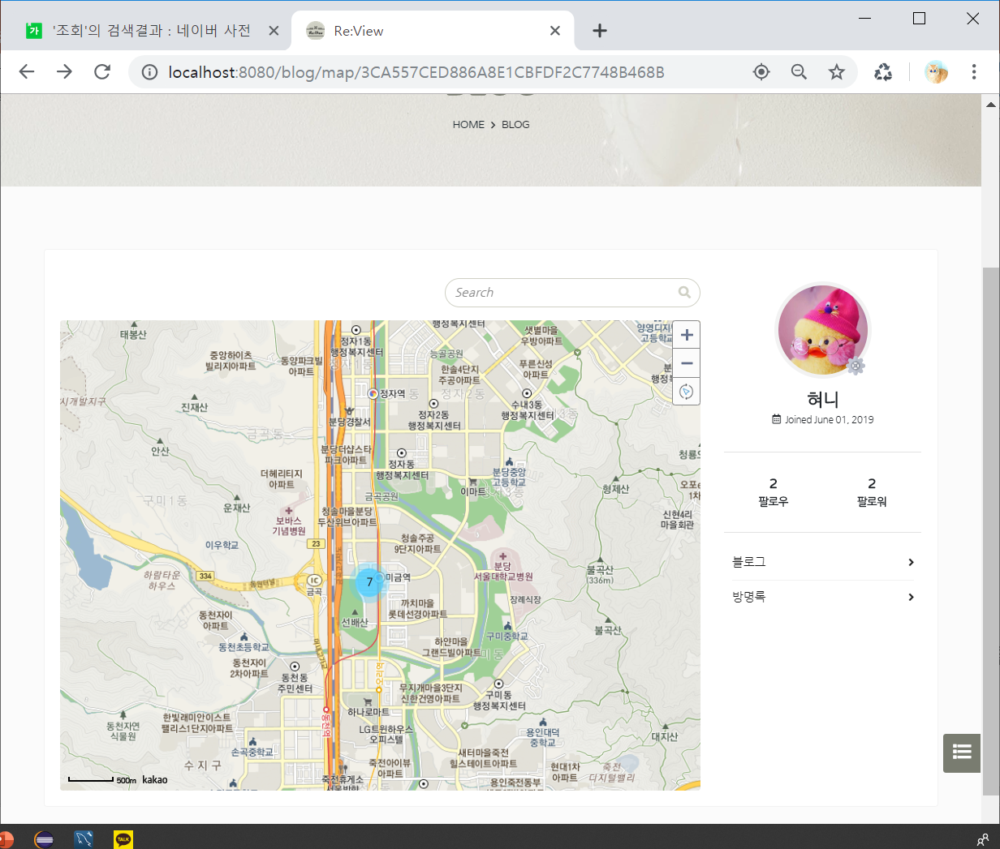 '조회'의 검색결과 : 네이버 사전
Re:View
localhost:8080/blog/map/3CA557CED886A8E1CBFDF2C7748B468B
BLOG
HOME > BLOG
Search
태봉산
중앙하이츠
빌리지아파트
동양파크빌
아파트
정자1동
행정복지센터
행정복지센터
능골공원
샛별마을
우방아파트
양영디지
고등학교
한솔4단지
주공아파트
푸른신성
아파트
시개발지구
진재산
정자역
정자2동
정자2동
행정복지센터
수내3동
행정복지센터
분당경찰서
금곡동
안산
분당더샵스타
파크아파트
정자동
행정복지센터
청룡
더헤리티지
아파트
분당중앙
고등학교
이마트
형제산
오포
1차
구미1동
운재산
금곡공원
보바스
기념병원
청솔마을분당
두산위브아파트
신현4리
마을회관
이우학교
23
청솔주공
9단지아파트
분당
서울대학교병원
불곡산
(336m)
하람타운
하우스
334
동원터널
IC
금곡
7
미금역
장례식장
까치마을
롯데선경아파트
선배산
동천자이
아파트
불곡산
구미중학교
동천초등학교
하얀마을
그랜드빌아파트
동천자이
2차아파트
동천동
주민센터
오리역
무지개마을3단지
신한건영아파트
구미동
행정복지센터
하나로마트
동천자연
식물원
한빛래미안이스트
팰리스1단지아파트
동천역
LG트윈하우스
오피스텔
용인대덕
중학교
대지산
손곡중학교
수지구
새터마을죽전
힐스테이트아파트
죽전아이뷰
아파트
현대1차
아파트
죽전
디지털밸리
죽전휴게소
서울방향
용인죽전동부
500m kakao
혀니
Joined June 01, 2019
2 2
팔로우 팔로워
블로그
방명록
TALK